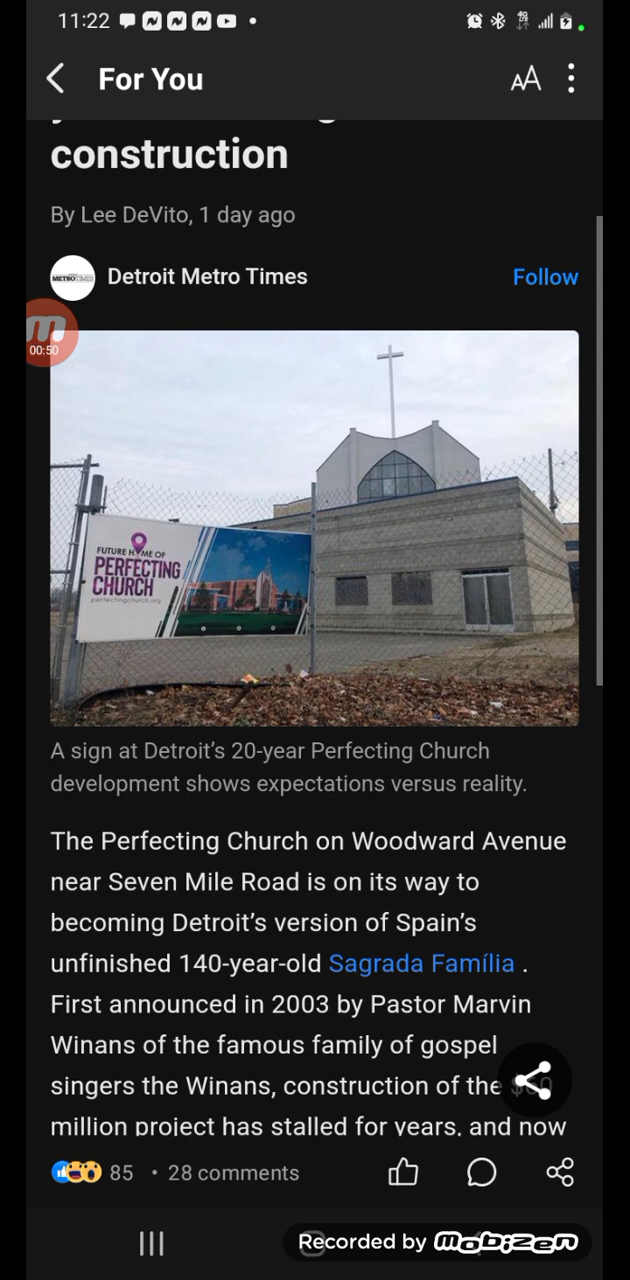 11:22
4G
For You
AA
construction
By Lee DeVito, 1 day ago
METROTIMES
Detroit Metro Times
Follow
00:50
FUTURE HOME OF
PERFECTING
CHURCH
perfectingchurch.org
A sign at Detroit’s 20-year Perfecting Church
development shows expectations versus reality.
The Perfecting Church on Woodward Avenue
near Seven Mile Road is on its way to
becoming Detroit’s version of Spain’s
unfinished 140-year-old Sagrada Família .
First announced in 2003 by Pastor Marvin
Winans of the famous family of gospel
singers the Winans, construction of the
million project has stalled for years, and now
85 • 28 comments
Recorded by mobizen